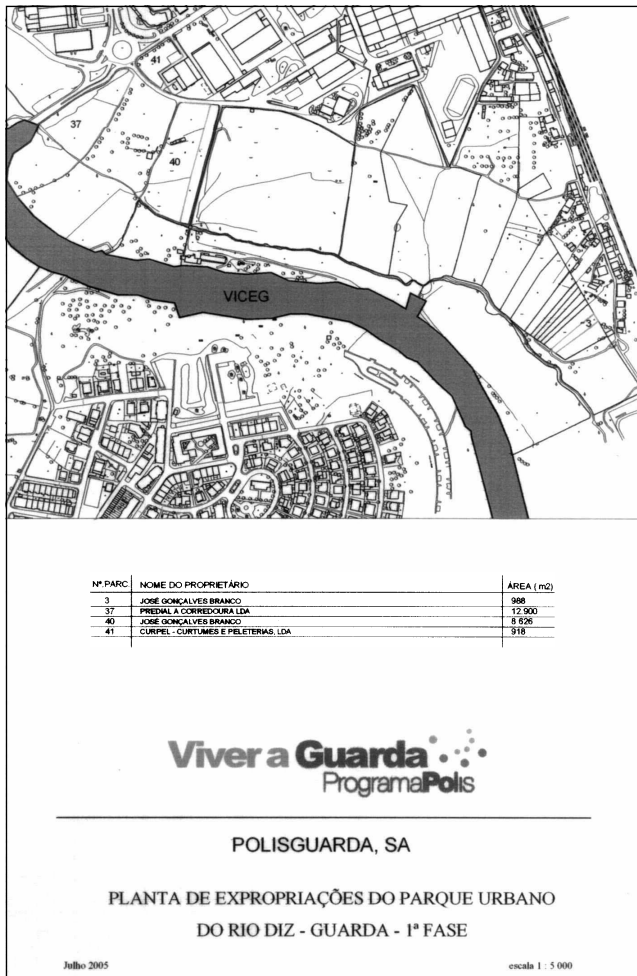 41
37
40
VICEG
3
Nº.PARC. NOME DO PROPRIETÁRIO ÁREA ( m2)
3 JOSÉ GONÇALVES BRANCO 988
37 PREDIAL A CORREDOURA LDA 12.900
40 JOSÉ GONÇALVES BRANCO 8 626
41 CURPEL - CURTUMES E PELETERIAS, LDA 918
Viver a Guarda
ProgramaPolis
POLISGUARDA, SA
PLANTA DE EXPROPRIAÇÕES DO PARQUE URBANO
DO RIO DIZ - GUARDA - 1ª FASE
Julho 2005 escala 1 : 5 000